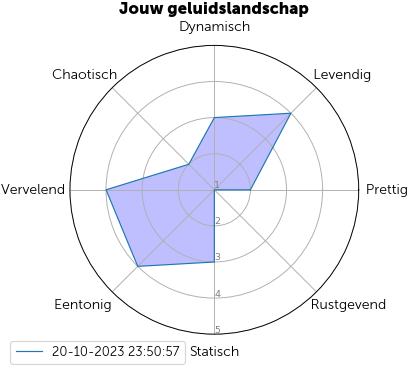 Jouw geluidslandschap
Dynamisch
Chaotisch
Levendig
Vervelend
1
Prettig
2
3
Eentonig
4
Rustgevend
5
20-10-2023 23:50:57
Statisch